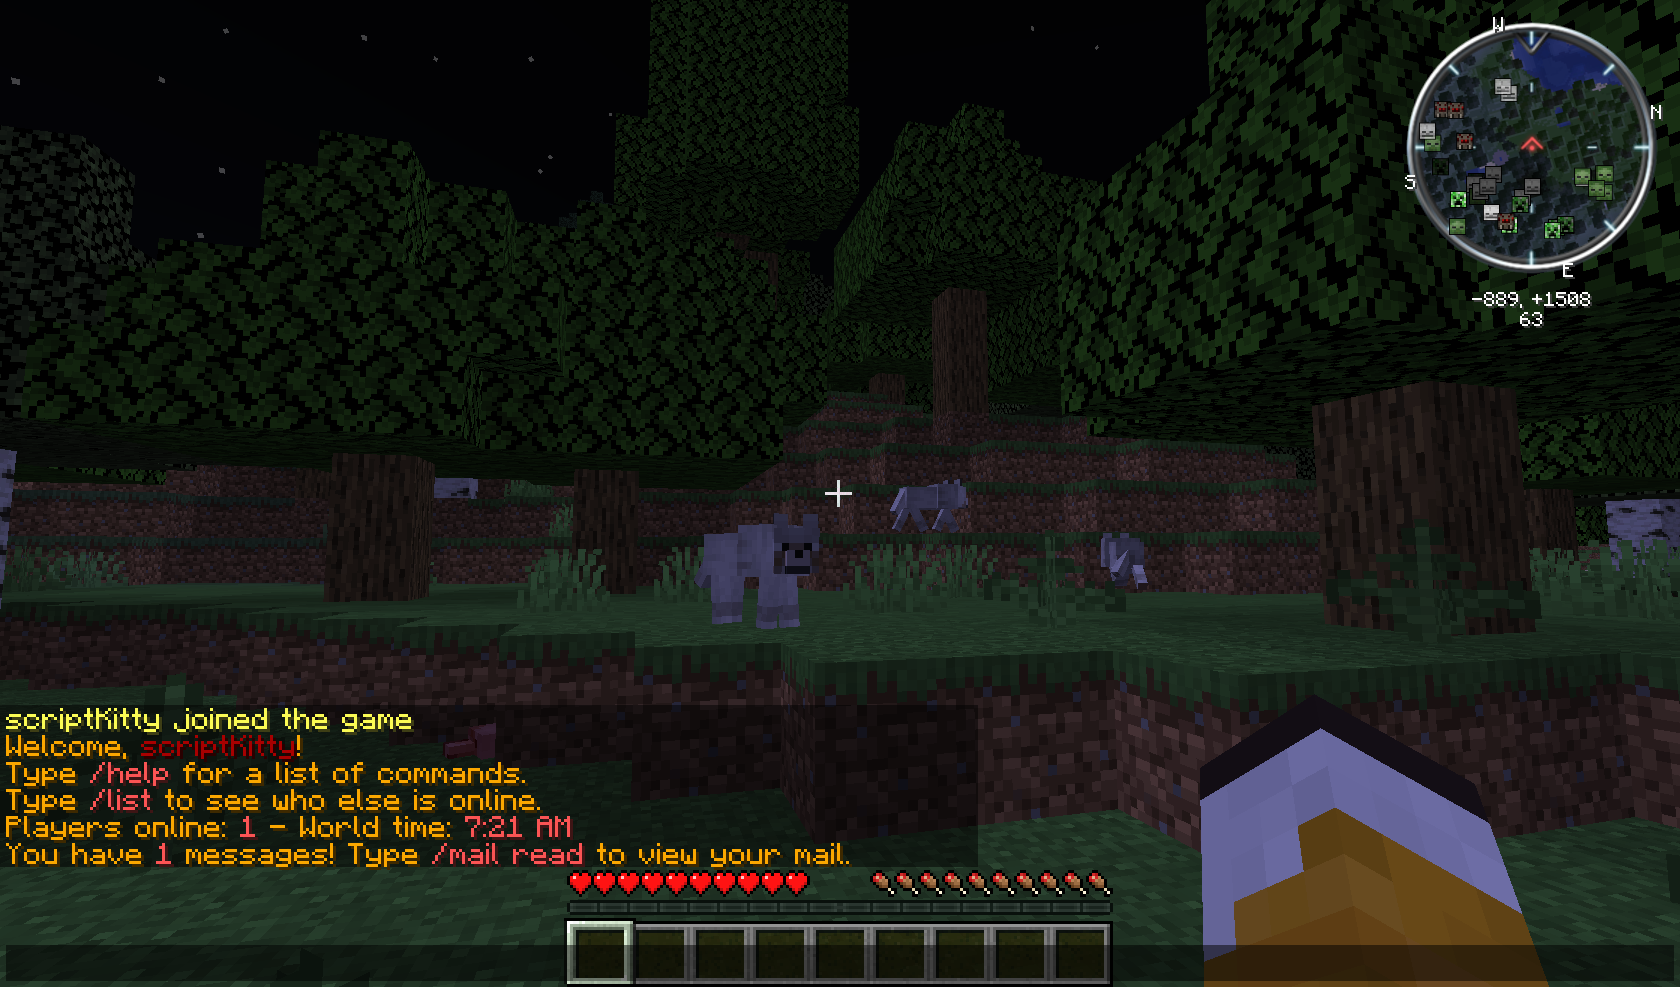 W
N
S
E
-889, +1508
63
scriptKitty joined the game
Welcome, scriptKitty!
Type /help for a list of commands.
Type /list to see who else is online.
Players online: 1 - World time: 7:21 AM
You have 1 messages! Type /mail read to view your mail.